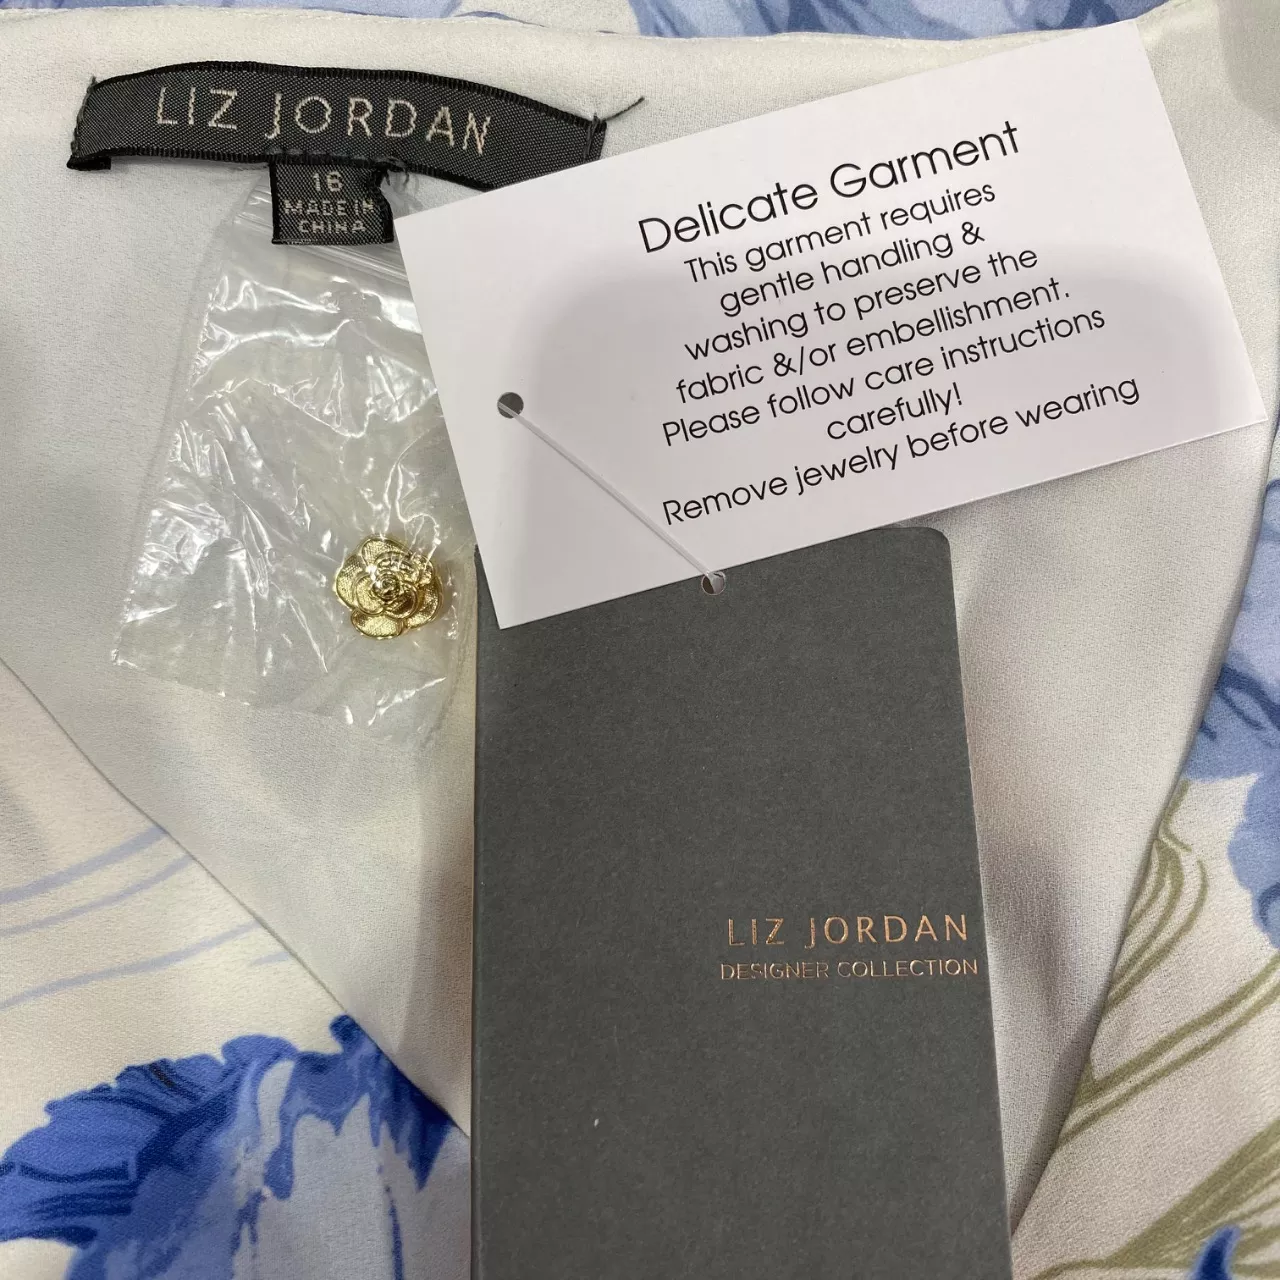 LIZ JORDAN
16
MADE IN
CHINA
Delicate Garment
This garment requires
gentle handling &
washing to preserve the
fabric &/or embellishment.
Please follow care instructions
carefully!
Remove jewelry before wearing
LIZ JORDAN
DESIGNER COLLECTION